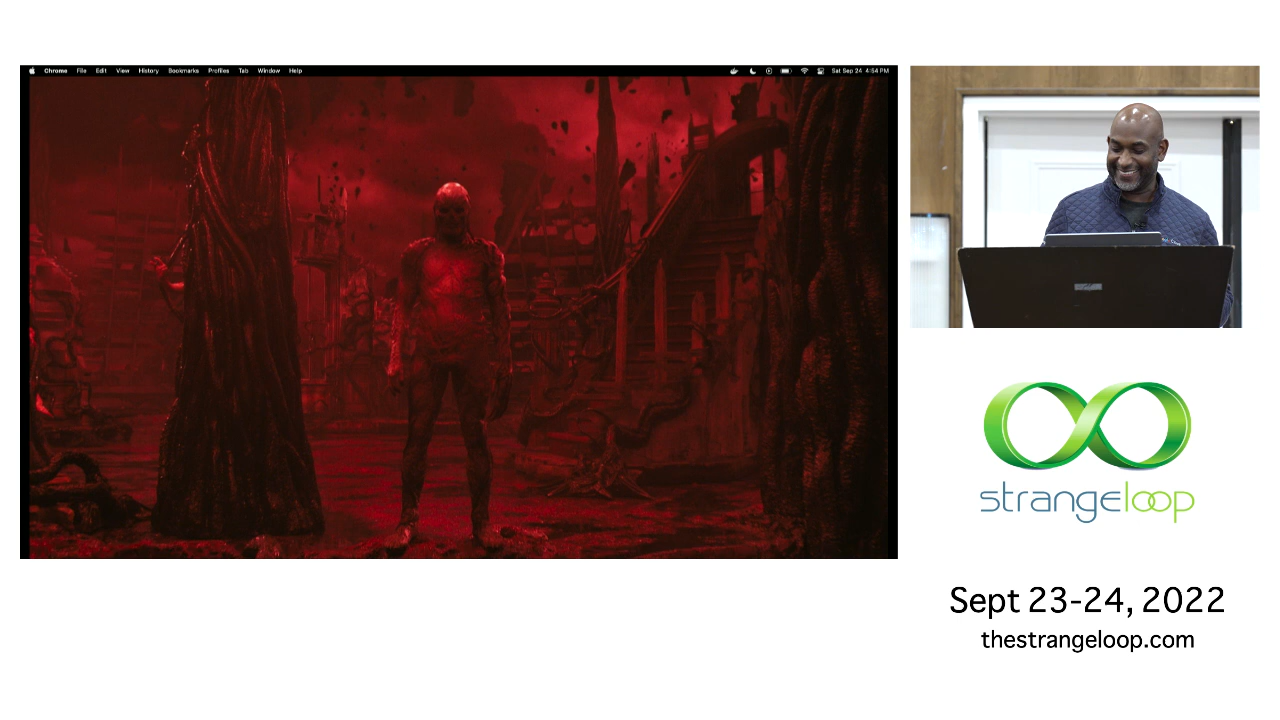 Chrome File Edit View History Bookmarks Profiles Tab Window Help Sat Sep 24 4:54 PM
strangeloop
Sept 23-24, 2022
thestrangeloop.com